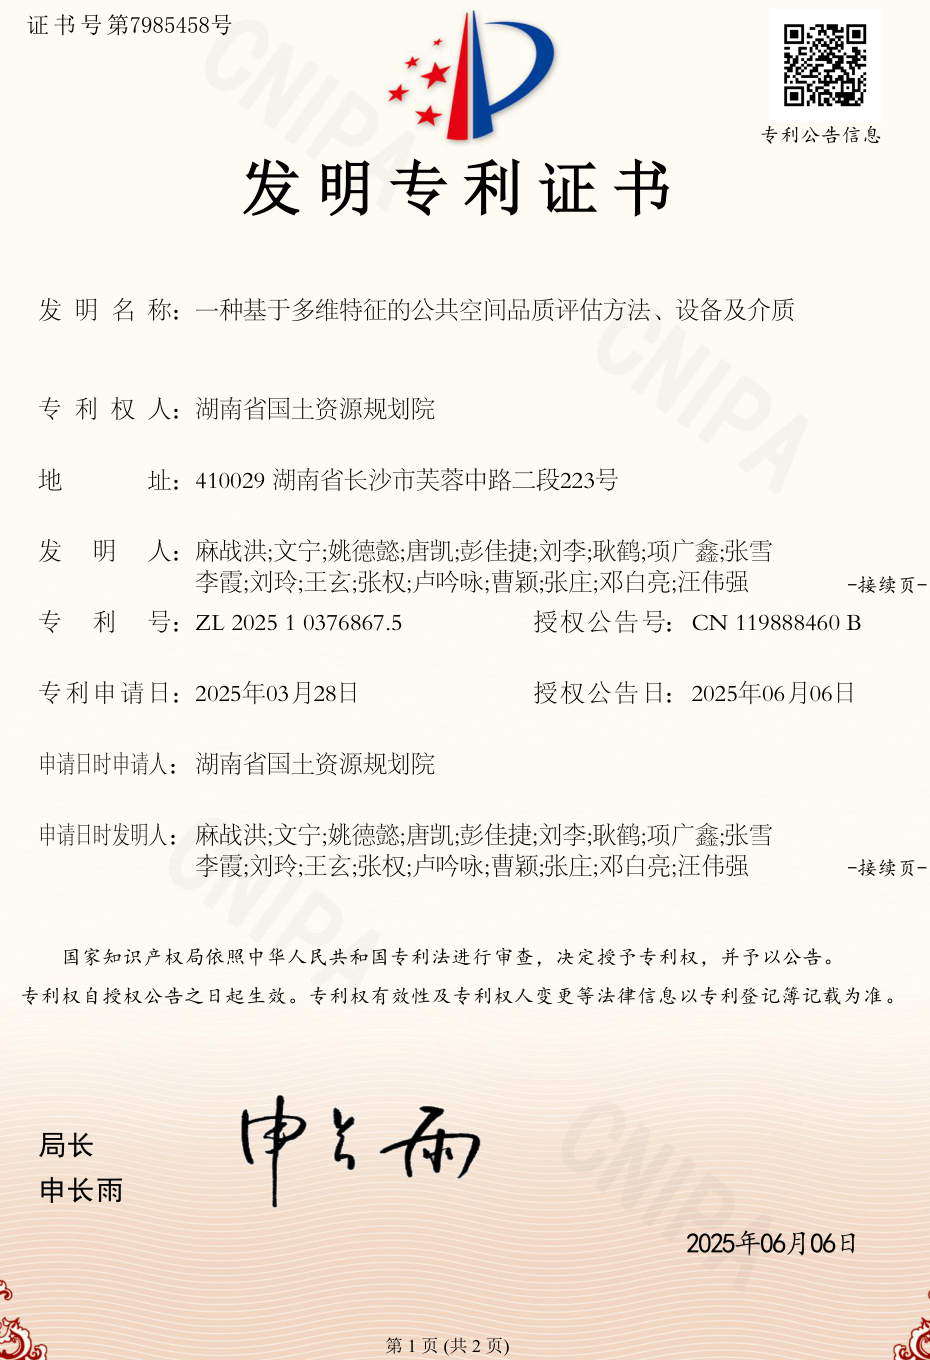 证书号第7985458号
专利公告信息
发明专利证书
发明名称：一种基于多维特征的公共空间品质评估方法、设备及介质
专利权人：湖南省国土资源规划院
地址：410029 湖南省长沙市芙蓉中路二段223号
发明人：麻战洪;文宁;姚德懿;唐凯;彭佳捷;刘李;耿鹤;项广鑫;张雪
李霞;刘玲;王玄;张权;卢吟咏;曹颖;张庄;邓白亮;汪伟强 -接续页-
专利号：ZL 2025 1 0376867.5 授权公告号：CN 119888460 B
专利申请日：2025年03月28日 授权公告日：2025年06月06日
申请日时申请人：湖南省国土资源规划院
申请日时发明人：麻战洪;文宁;姚德懿;唐凯;彭佳捷;刘李;耿鹤;项广鑫;张雪
李霞;刘玲;王玄;张权;卢吟咏;曹颖;张庄;邓白亮;汪伟强 -接续页-
国家知识产权局依照中华人民共和国专利法进行审查，决定授予专利权，并予以公告。
专利权自授权公告之日起生效。专利权有效性及专利权人变更等法律信息以专利登记簿记载为准。
局长
申长雨
申长雨
2025年06月06日
第 1 页 (共 2 页)
CNIPA
CNIPA
CNIPA
CNIPA